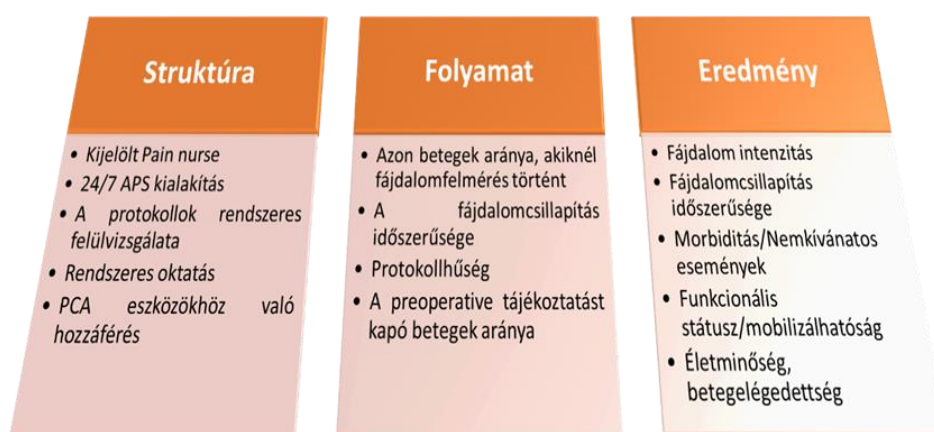 Struktúra
• Kijelölt Pain nurse
• 24/7 APS kialakítás
• A protokollok rendszeres
felülvizsgálata
• Rendszeres oktatás
• PCA eszközökhöz való
hozzáférés
Folyamat
• Azon betegek aránya, akiknél
fájdalomfelmérés történt
• A fájdalomcsillapítás
időszerűsége
• Protokollhűség
• A preoperative tájékoztatást
kapó betegek aránya
Eredmény
• Fájdalom intenzitás
• Fájdalomcsillapítás
időszerűsége
• Morbiditás/Nemkívánatos
események
• Funkcionális
státusz/mobilizálhatóság
• Életminőség,
betegelégedettség